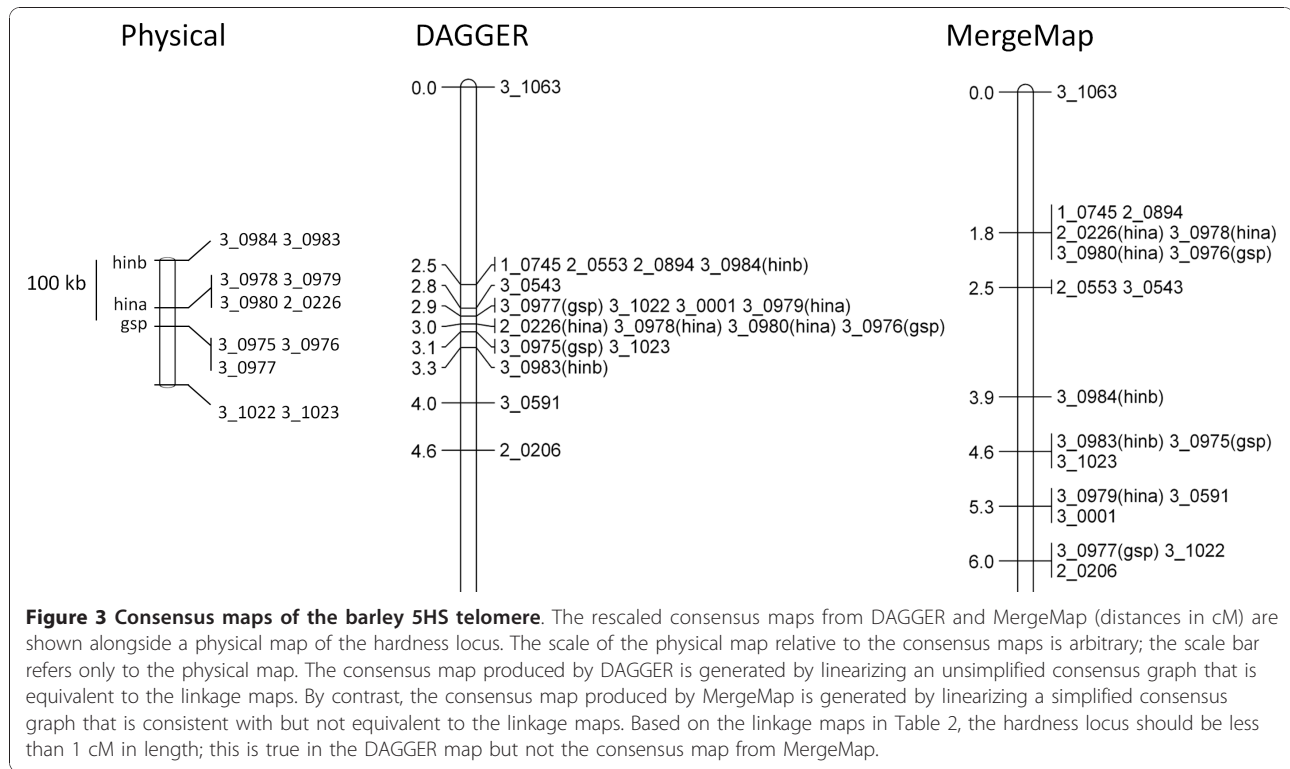 Physical
DAGGER
MergeMap
100 kb
hinb
hina
gsp
3_0984 3_0983
3_0978 3_0979
3_0980 2_0226
3_0975 3_0976
3_0977
3_1022 3_1023
0.0 3_1063
2.5 1_0745 2_0553 2_0894 3_0984(hinb)
2.8 3_0543
2.9 3_0977(gsp) 3_1022 3_0001 3_0979(hina)
3.0 2_0226(hina) 3_0978(hina) 3_0980(hina) 3_0976(gsp)
3.1 3_0975(gsp) 3_1023
3.3 3_0983(hinb)
4.0 3_0591
4.6 2_0206
0.0 3_1063
1_0745 2_0894
1.8 2_0226(hina) 3_0978(hina)
3_0980(hina) 3_0976(gsp)
2.5 2_0553 3_0543
3.9 3_0984(hinb)
4.6 3_0983(hinb) 3_0975(gsp)
3_1023
5.3 3_0979(hina) 3_0591
3_0001
6.0 3_0977(gsp) 3_1022
2_0206
Figure 3 Consensus maps of the barley 5HS telomere. The rescaled consensus maps from DAGGER and MergeMap (distances in cM) are
shown alongside a physical map of the hardness locus. The scale of the physical map relative to the consensus maps is arbitrary; the scale bar
refers only to the physical map. The consensus map produced by DAGGER is generated by linearizing an unsimplified consensus graph that is
equivalent to the linkage maps. By contrast, the consensus map produced by MergeMap is generated by linearizing a simplified consensus
graph that is consistent with but not equivalent to the linkage maps. Based on the linkage maps in Table 2, the hardness locus should be less
than 1 cM in length; this is true in the DAGGER map but not the consensus map from MergeMap.